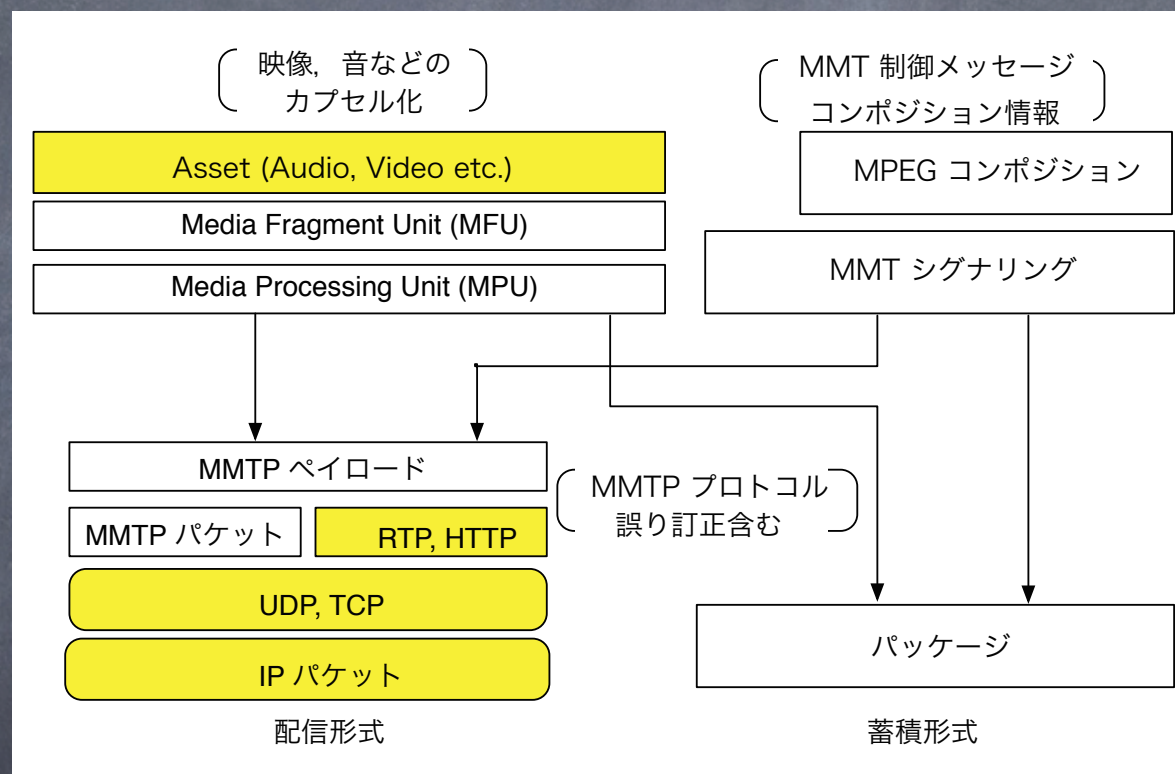 映像，音などの
カプセル化
Asset (Audio, Video etc.)
Media Fragment Unit (MFU)
Media Processing Unit (MPU)
MMT 制御メッセージ
コンポジション情報
MPEG コンポジション
MMT シグナリング
MMTP ペイロード
MMTP パケット
RTP, HTTP
MMTP プロトコル
誤り訂正含む
UDP, TCP
IP パケット
配信形式
パッケージ
蓄積形式